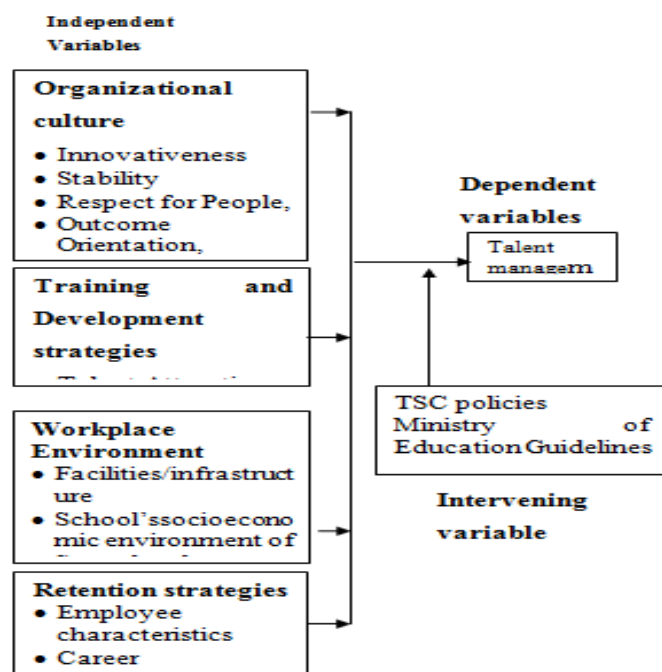 Independent
Variables
Organizational
culture
• Innovativeness
• Stability
• Respect for People,
• Outcome
Orientation,
Training and
Development
strategies
Workplace
Environment
• Facilities/infrastruct
ure
• School'ssocioecono
mic environment of
Retention strategies
• Employee
characteristics
• Career
Dependent
variables
Talent
managem
TSC policies
Ministry of
Education Guidelines
Intervening
variable